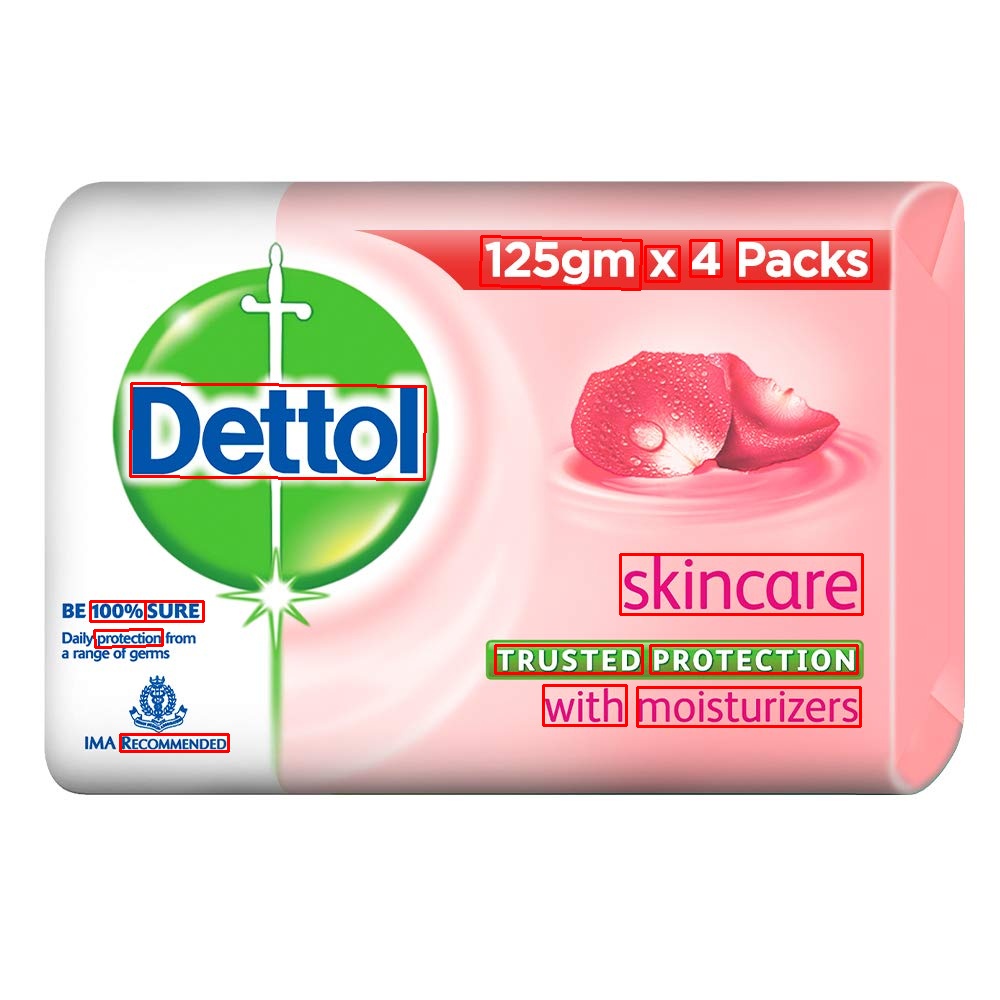 125gm x 4 Packs
Dettol
skincare
BE 100% SURE
Daily protection from
a range of germs
TRUSTED PROTECTION
with moisturizers
IMA RECOMMENDED